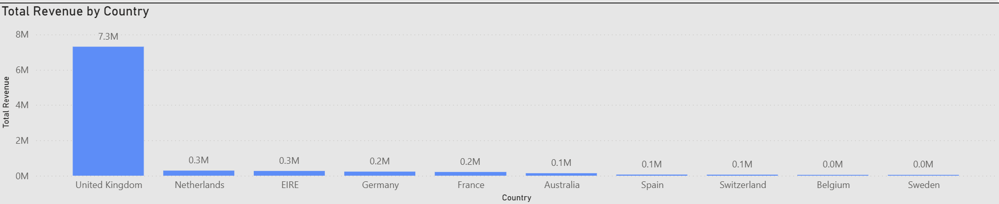 Total Revenue by Country
8M
7.3M
6M
4M
2M
0M
Total Revenue
0.3M
0.3M
0.2M
0.2M
0.1M
0.1M
0.1M
0.0M
0.0M
United Kingdom
Netherlands
EIRE
Germany
France
Australia
Spain
Switzerland
Belgium
Sweden
Country